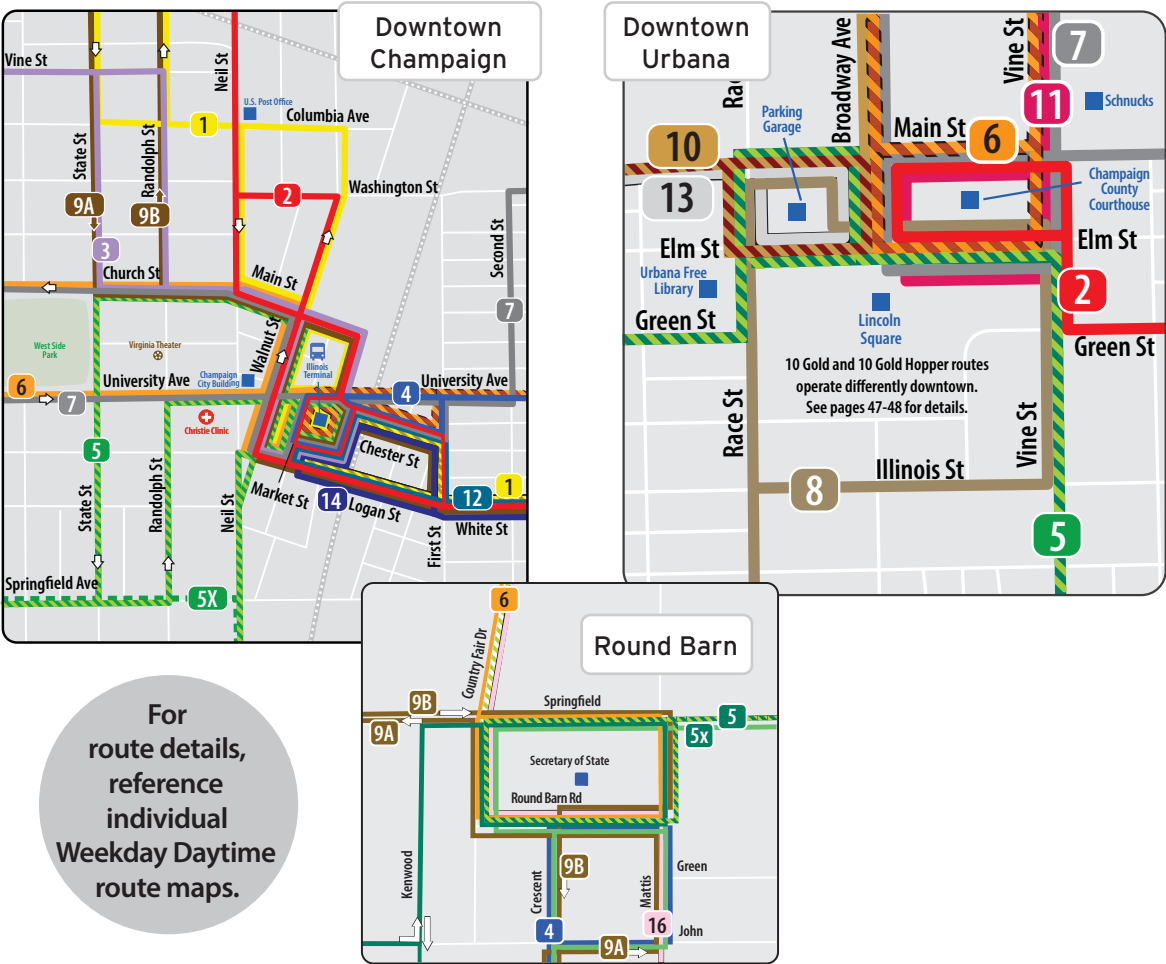 Downtown
Champaign
Vine St
Neil St
U.S. Post Office
Columbia Ave
1
State St
Randolph St
Washington St
2
9A
9B
3
Second St
Church St
Main St
7
West Side
Park
Virginia Theater
Walnut St
Illinois
Terminal
Champaign
City Building
University Ave
University Ave
6
7
4
Christie Clinic
5
Chester St
State St
Randolph St
Neil St
Market St
14
Logan St
12
1
First St
White St
Springfield Ave
5X
Downtown
Urbana
Race
Broadway Ave
Vine St
7
11
Schnucks
Parking
Garage
Main St
6
10
13
Champaign
County
Courthouse
Elm St
Elm St
Urbana Free
Library
2
Lincoln
Square
Green St
Green St
10 Gold and 10 Gold Hopper routes
operate differently downtown.
See pages 47-48 for details.
Race St
Vine St
Illinois St
8
5
Round Barn
6
Country Fair Dr
9B
Springfield
9A
5
5x
Secretary of State
Round Barn Rd
Kenwood
Crescent
9B
Mattis
Green
4
16
John
9A
For
route details,
reference
individual
Weekday Daytime
route maps.